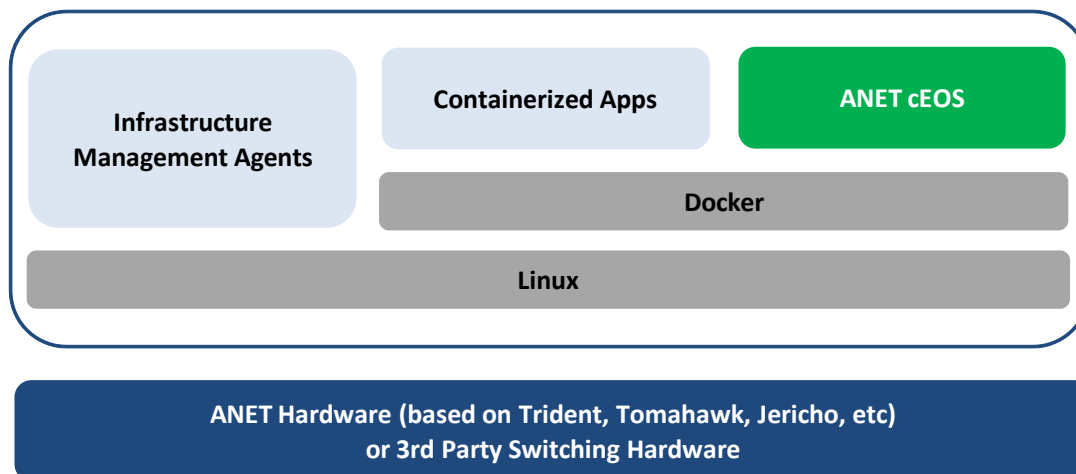 Infrastructure
Management Agents
Containerized Apps
ANET cEOS
Docker
Linux
ANET Hardware (based on Trident, Tomahawk, Jericho, etc)
or 3rd Party Switching Hardware